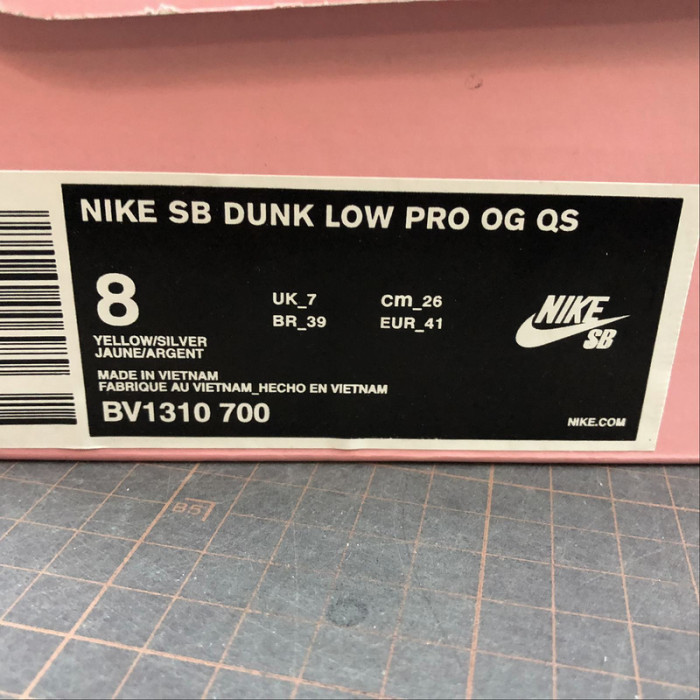 NIKE SB DUNK LOW PRO OG QS
8
UK_7 cm_26
BR_39 EUR_41
YELLOW/SILVER
JAUNE/ARGENT
MADE IN VIETNAM
FABRIQUE AU VIETNAM_HECHO EN VIETNAM
BV1310 700
NIKE
SB
NIKE.COM